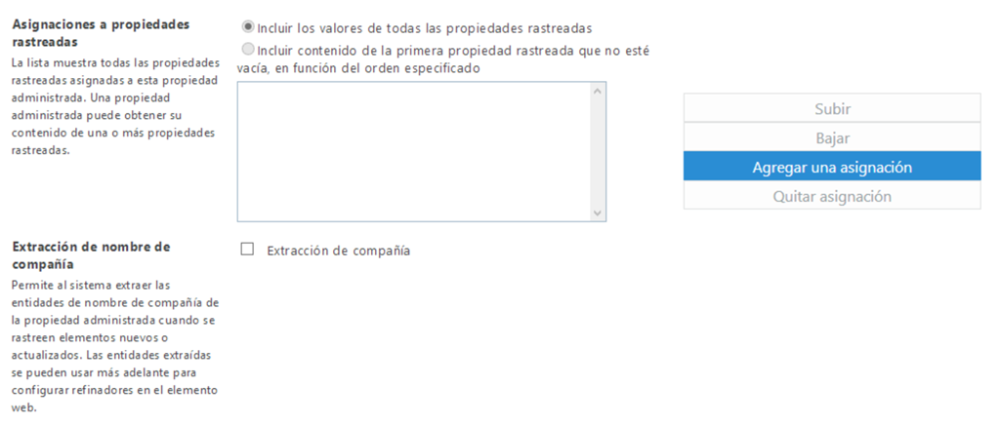 Asignaciones a propiedades
rastreadas
La lista muestra todas las propiedades
rastreadas asignadas a esta propiedad
administrada. Una propiedad
administrada puede obtener su
contenido de una o más propiedades
rastreadas.
Incluir los valores de todas las propiedades rastreadas
Incluir contenido de la primera propiedad rastreada que no esté
vacía, en función del orden especificado
Subir
Bajar
Agregar una asignación
Quitar asignación
Extracción de nombre de
compañía
Permite al sistema extraer las
entidades de nombre de compañía de
la propiedad administrada cuando se
rastreen elementos nuevos o
actualizados. Las entidades extraídas
se pueden usar más adelante para
configurar refinadores en el elemento
web.
Extracción de compañía